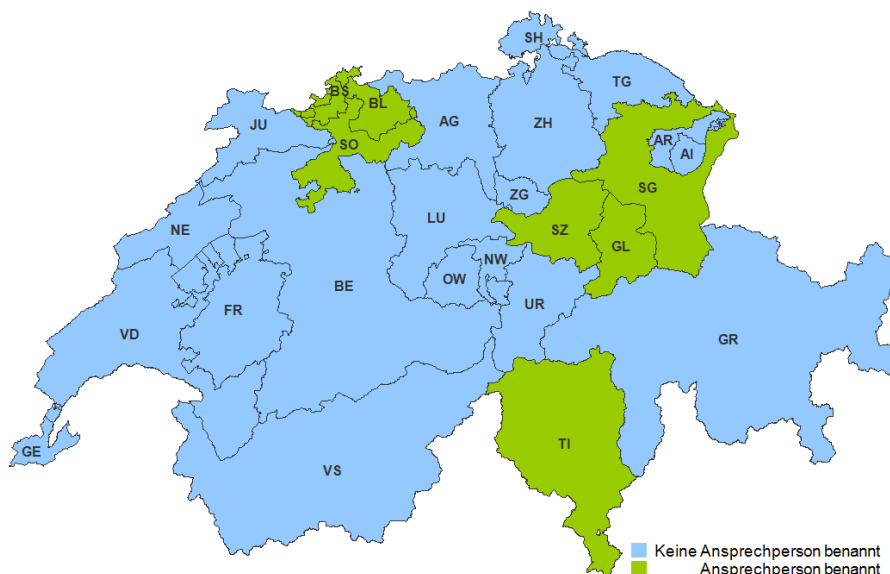 SH
TG
BS
BL
JU
AG
ZH
SO
AR
AI
ZG
SG
LU
SZ
NE
GL
NW
OW
BE
UR
FR
VD
GR
TI
GE
VS
Keine Ansprechperson benannt
Ansprechperson benannt